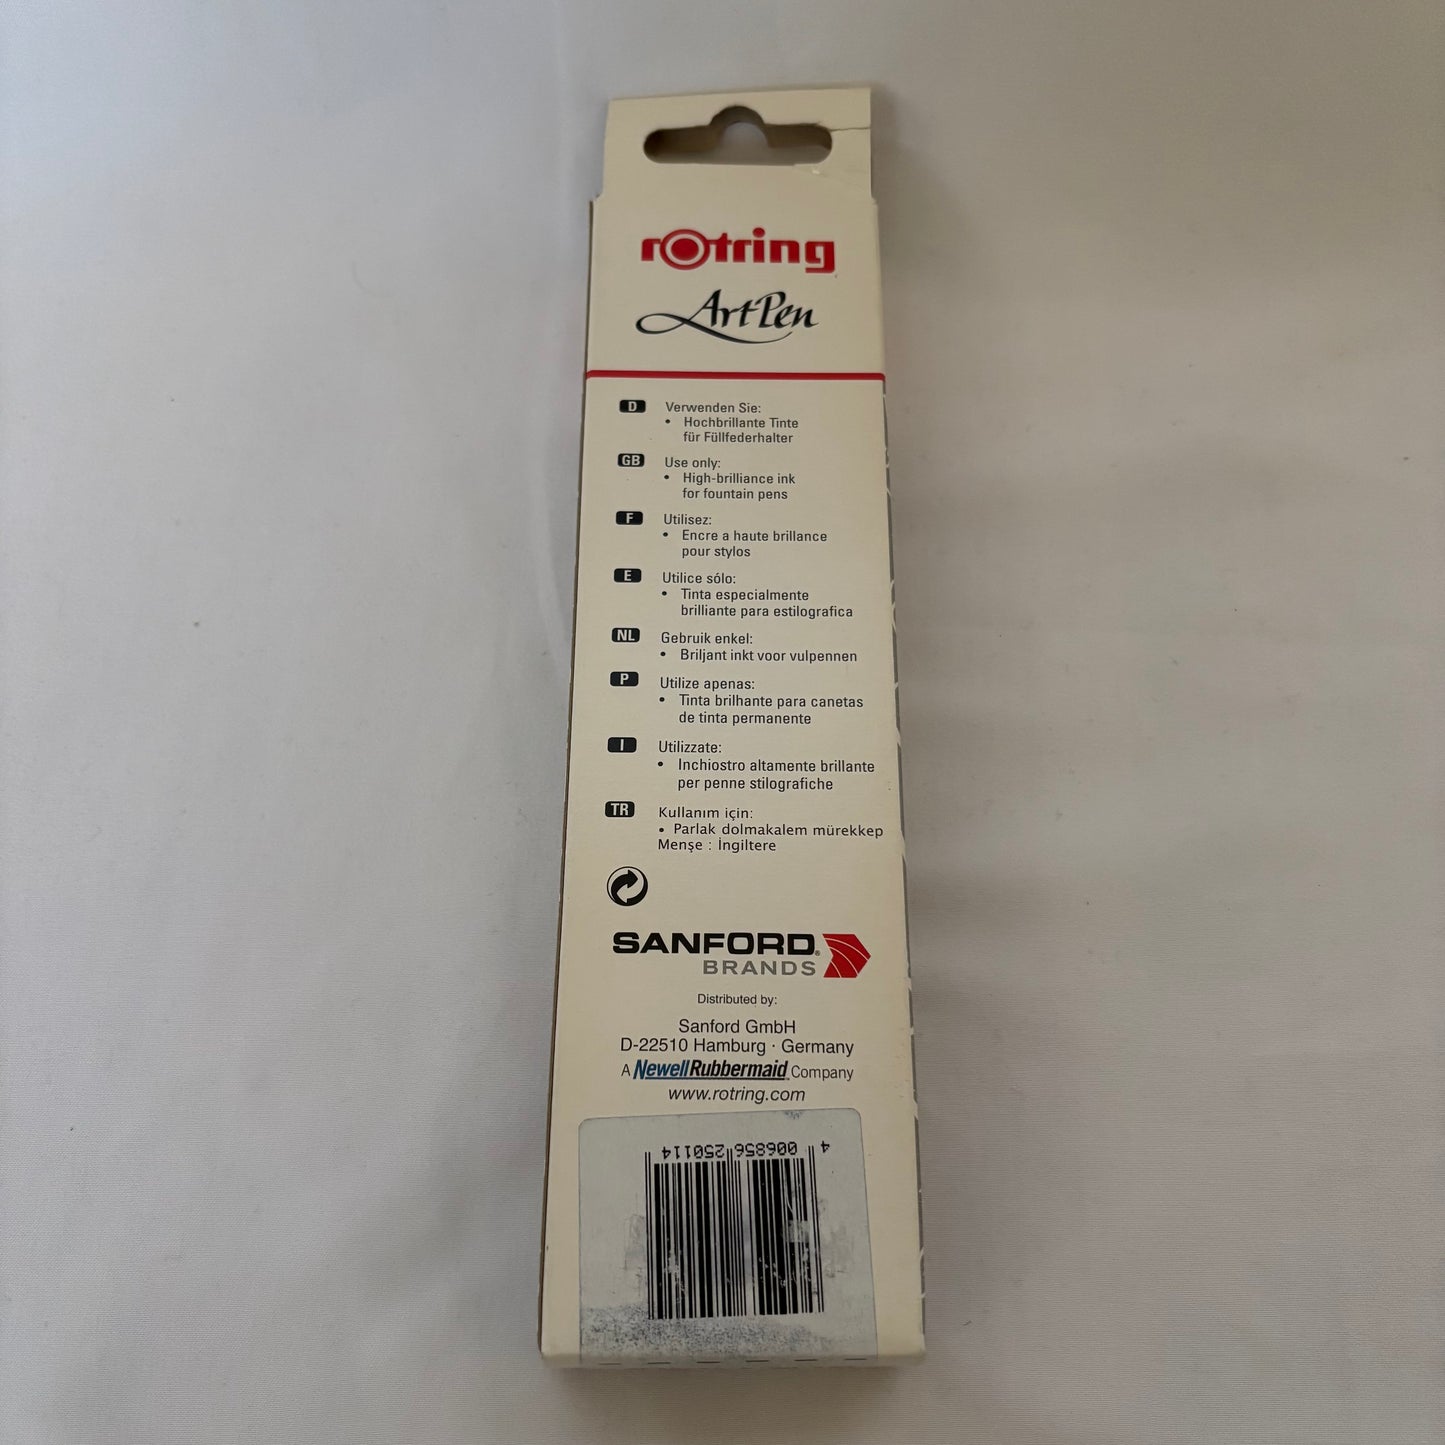 rotring
ArtPen
D Verwenden Sie:
• Hochbrillante Tinte
für Füllfederhalter
GB Use only:
• High-brilliance ink
for fountain pens
F Utilisez:
• Encre a haute brillance
pour stylos
E Utilice sólo:
• Tinta especialmente
brilliante para estilografica
NL Gebruik enkel:
• Briljant inkt voor vulpennen
P Utilize apenas:
• Tinta brilhante para canetas
de tinta permanente
I Utilizzate:
• Inchiostro altamente brillante
per penne stilografiche
TR Kullanım için:
• Parlak dolmakalem mürekkep
Menşe : İngiltere
SANFORD®
BRANDS
Distributed by:
Sanford GmbH
D-22510 Hamburg · Germany
A NewellRubbermaid Company
www.rotring.com
4 006856 250114